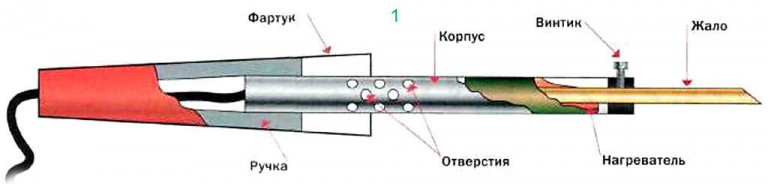 Фартук
1
Корпус
Винтик
Жало
Ручка
Отверстия
Нагреватель